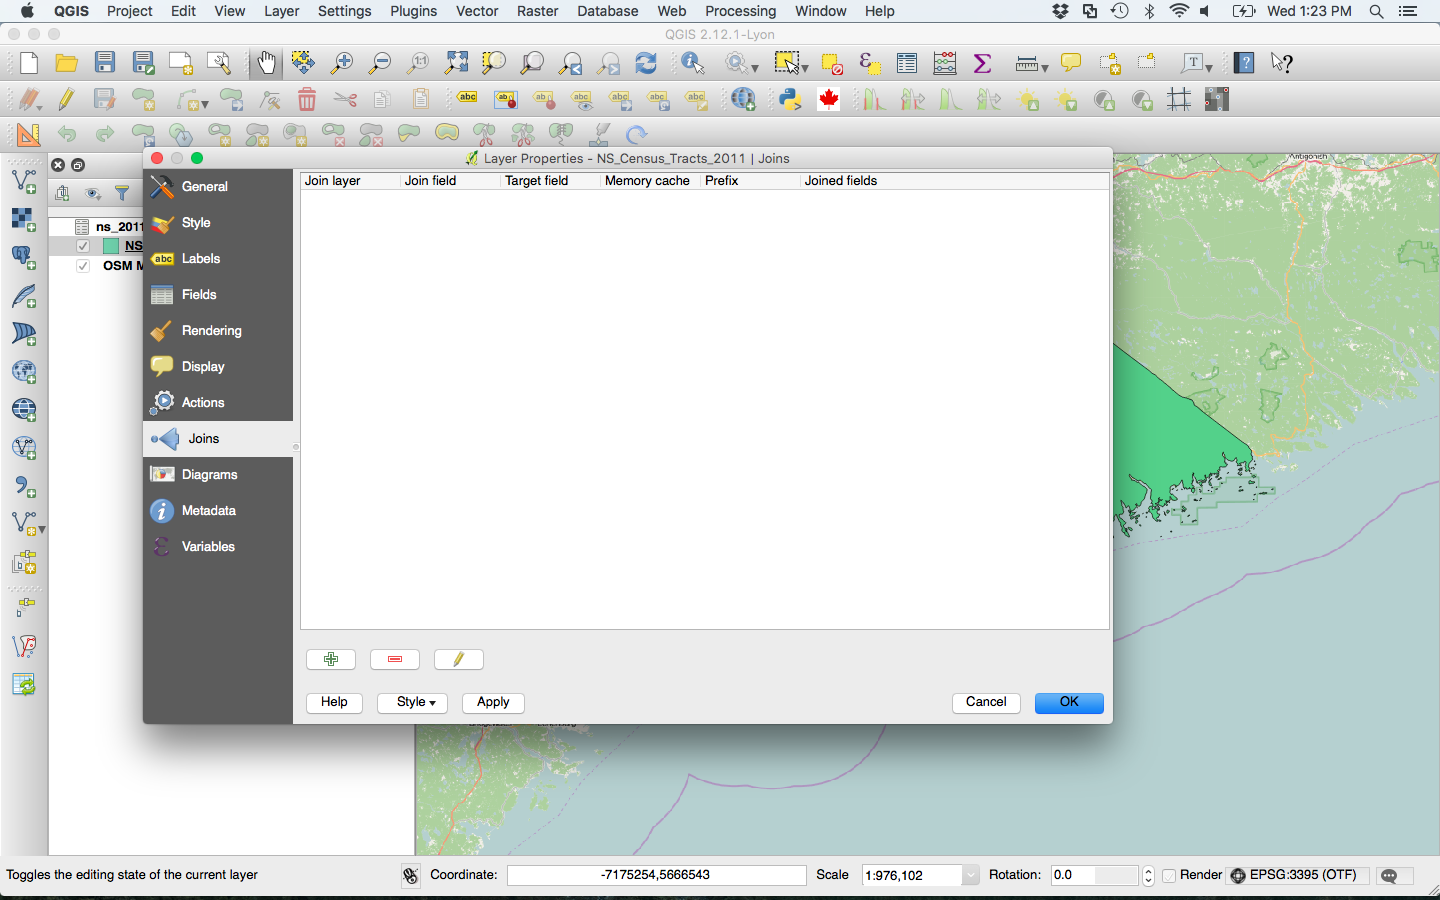 QGIS Project Edit View Layer Settings Plugins Vector Raster Database Web Processing Window Help Wed 1:23 PM
QGIS 2.12.1-Lyon
Layer Properties - NS_Census_Tracts_2011 | Joins
Antigonish
General
Style
Labels
Fields
Rendering
Display
Actions
Joins
Diagrams
Metadata
Variables
Join layer Join field Target field Memory cache Prefix Joined fields
ns_201
NS
OSM M
Help Style Apply Cancel OK
Toggles the editing state of the current layer Coordinate: -7175254,5666543 Scale 1:976,102 Rotation: 0.0 Render EPSG:3395 (OTF)